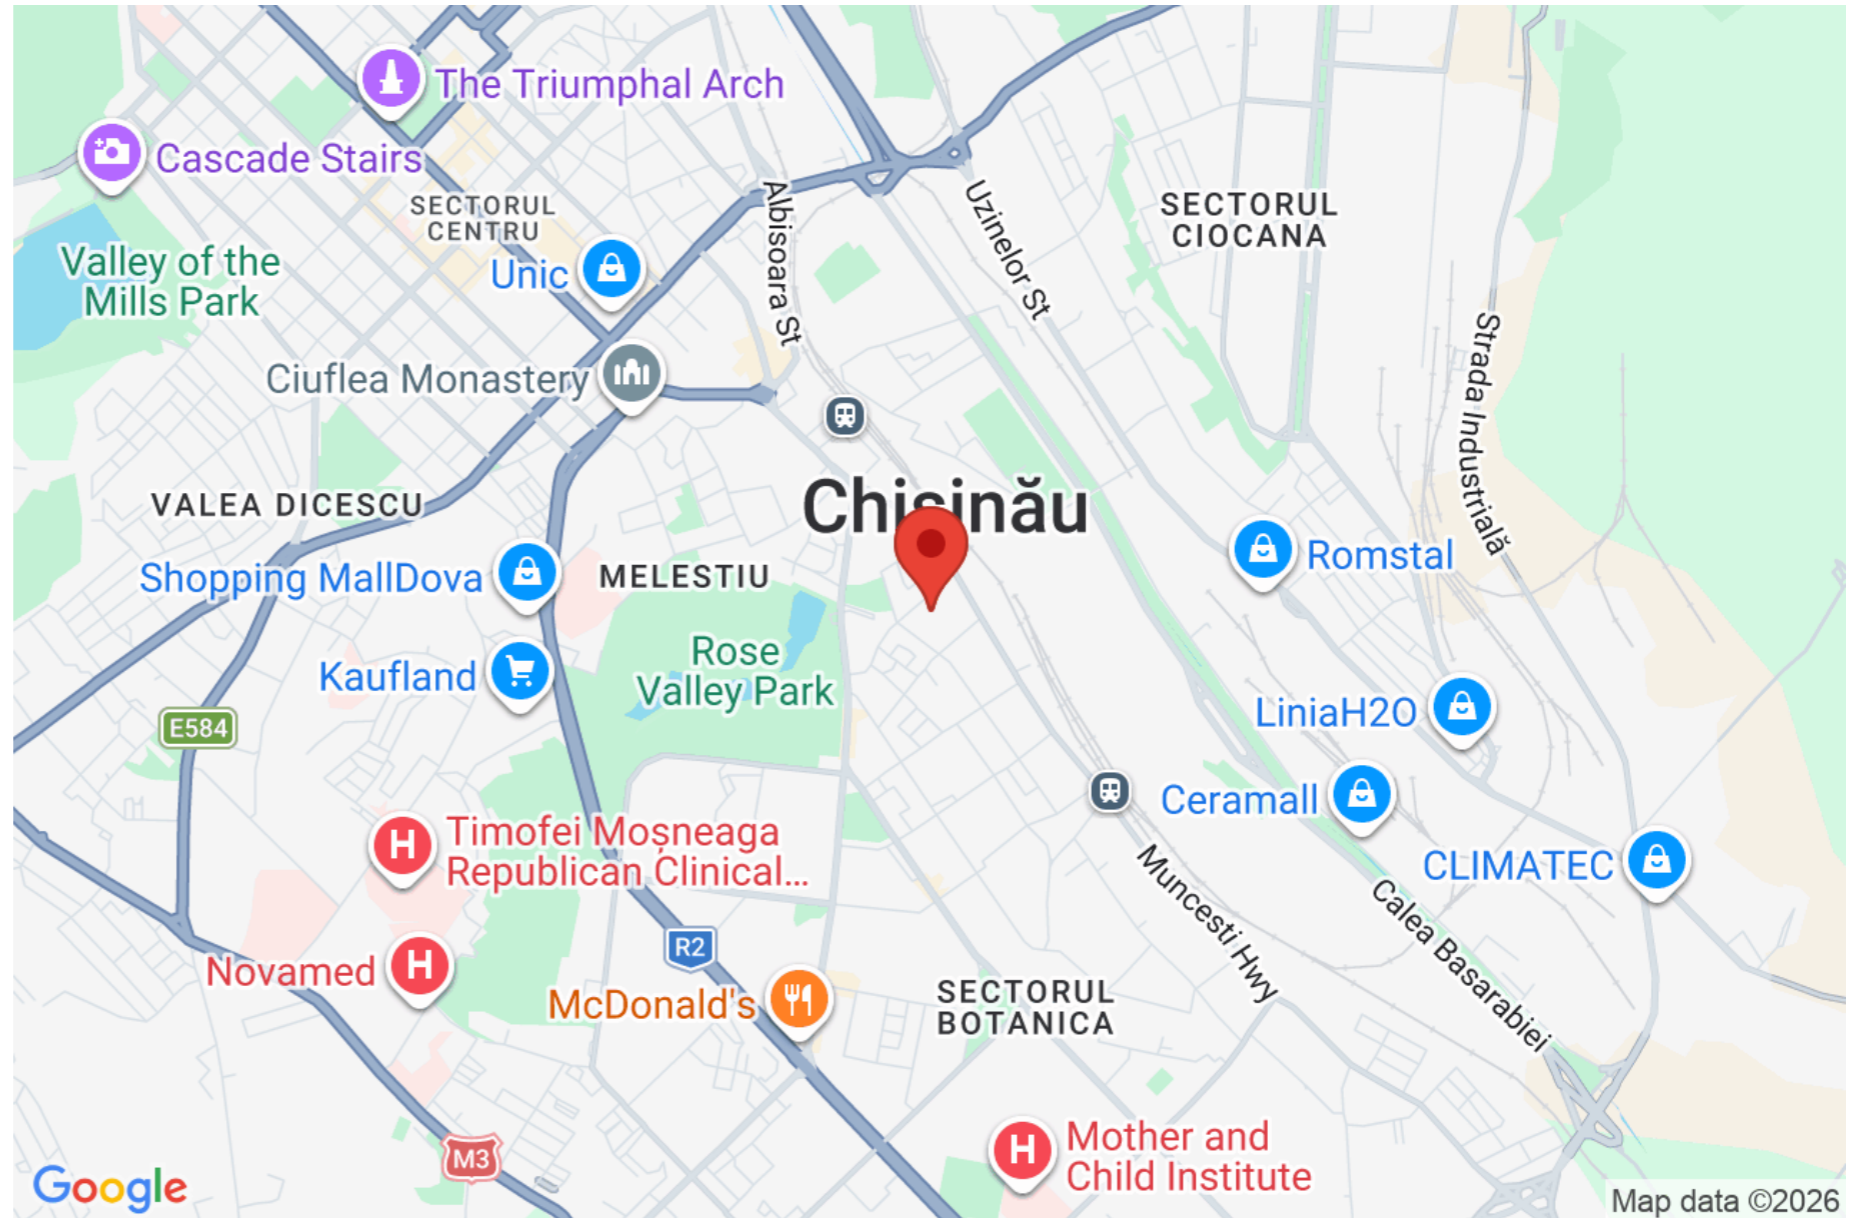 The Triumphal Arch
Cascade Stairs
SECTORUL
CENTRU
Valley of the
Mills Park
Unic
Albisoara St
Uzinelor St
SECTORUL
CIOCANA
Strada Industrială
Ciuflea Monastery
VALEA DICESCU
Chișinău
Shopping MallDova
MELESTIU
Romstal
Kaufland
Rose
Valley Park
E584
LiniaH2O
Ceramall
CLIMATEC
Timofei Moșneaga
Republican Clinical...
H
Muncesti Hwy
Calea Basarabiei
R2
Novamed
H
McDonald's
SECTORUL
BOTANICA
M3
H
Mother and
Child Institute
Google
Map data ©2026